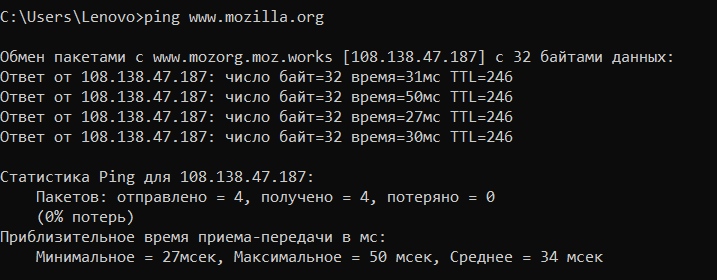 C:\Users\Lenovo>ping www.mozilla.org
Обмен пакетами с www.mozorg.moz.works [108.138.47.187] с 32 байтами данных:
Ответ от 108.138.47.187: число байт=32 время=31мс TTL=246
Ответ от 108.138.47.187: число байт=32 время=50мс TTL=246
Ответ от 108.138.47.187: число байт=32 время=27мс TTL=246
Ответ от 108.138.47.187: число байт=32 время=30мс TTL=246
Статистика Ping для 108.138.47.187:
Пакетов: отправлено = 4, получено = 4, потеряно = 0
(0% потерь)
Приблизительное время приема-передачи в мс:
Минимальное = 27мсек, Максимальное = 50 мсек, Среднее = 34 мсек